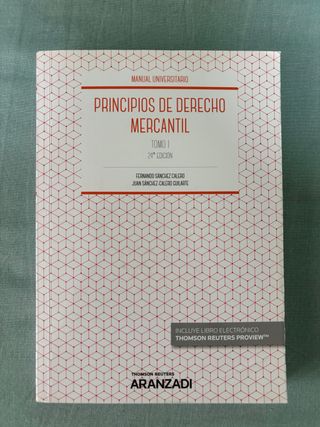 MANUAL UNIVERSITARIO
PRINCIPIOS DE DERECHO
MERCANTIL
TOMO I
24ª EDICIÓN
FERNANDO SÁNCHEZ CALERO
JUAN SÁNCHEZ-CALERO GUILARTE
INCLUYE LIBRO ELECTRÓNICO
THOMSON REUTERS PROVIEW™
THOMSON REUTERS
ARANZADI